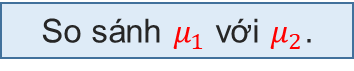 So sánh μ₁ với μ₂.